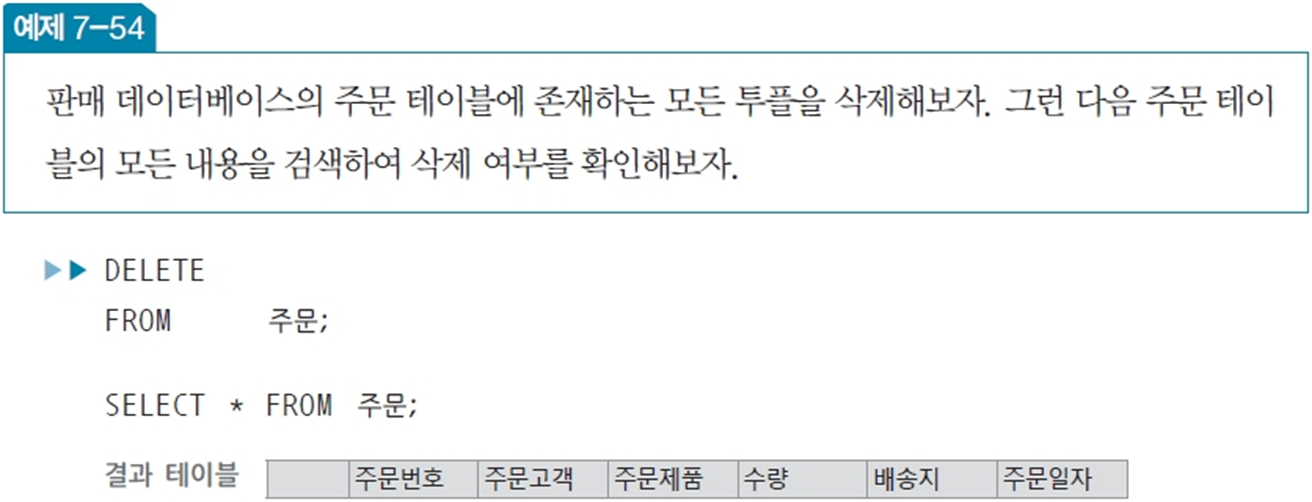 예제 7-54
판매 데이터베이스의 주문 테이블에 존재하는 모든 투플을 삭제해보자. 그런 다음 주문 테이
블의 모든 내용을 검색하여 삭제 여부를 확인해보자.
DELETE
FROM 주문;
SELECT * FROM 주문;
결과 테이블 주문번호 주문고객 주문제품 수량 배송지 주문일자